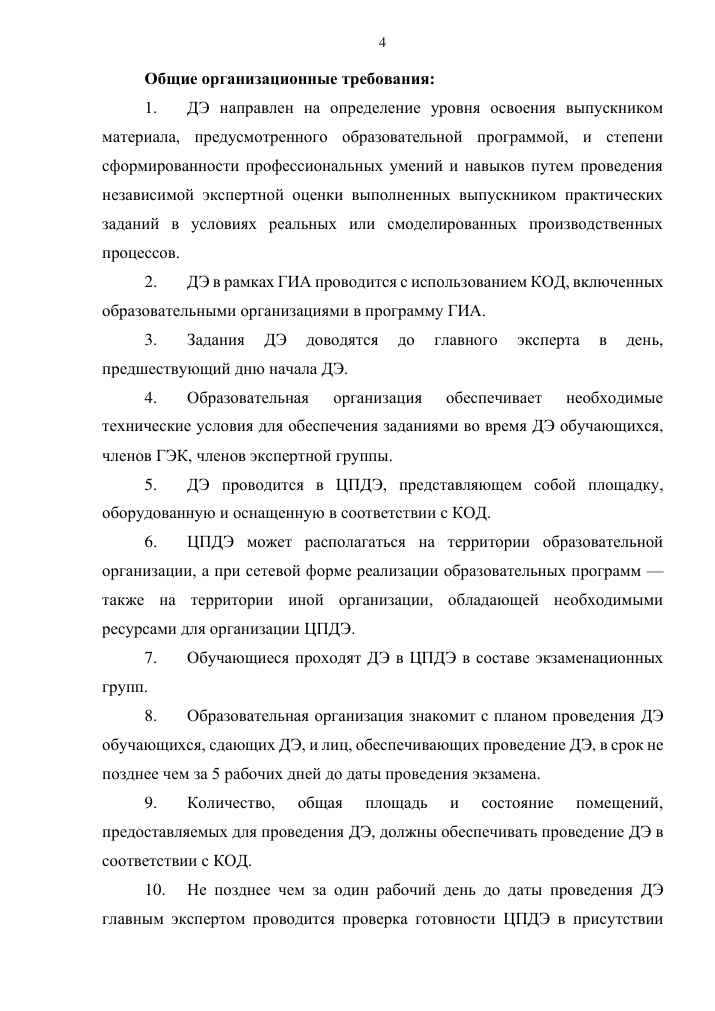 4
Общие организационные требования:
1. ДЭ направлен на определение уровня освоения выпускником
материала, предусмотренного образовательной программой, и степени
сформированности профессиональных умений и навыков путем проведения
независимой экспертной оценки выполненных выпускником практических
заданий в условиях реальных или смоделированных производственных
процессов.
2. ДЭ в рамках ГИА проводится с использованием КОД, включенных
образовательными организациями в программу ГИА.
3. Задания ДЭ доводятся до главного эксперта в день,
предшествующий дню начала ДЭ.
4. Образовательная организация обеспечивает необходимые
технические условия для обеспечения заданиями во время ДЭ обучающихся,
членов ГЭК, членов экспертной группы.
5. ДЭ проводится в ЦПДЭ, представляющем собой площадку,
оборудованную и оснащенную в соответствии с КОД.
6. ЦПДЭ может располагаться на территории образовательной
организации, а при сетевой форме реализации образовательных программ —
также на территории иной организации, обладающей необходимыми
ресурсами для организации ЦПДЭ.
7. Обучающиеся проходят ДЭ в ЦПДЭ в составе экзаменационных
групп.
8. Образовательная организация знакомит с планом проведения ДЭ
обучающихся, сдающих ДЭ, и лиц, обеспечивающих проведение ДЭ, в срок не
позднее чем за 5 рабочих дней до даты проведения экзамена.
9. Количество, общая площадь и состояние помещений,
предоставляемых для проведения ДЭ, должны обеспечивать проведение ДЭ в
соответствии с КОД.
10. Не позднее чем за один рабочий день до даты проведения ДЭ
главным экспертом проводится проверка готовности ЦПДЭ в присутствии